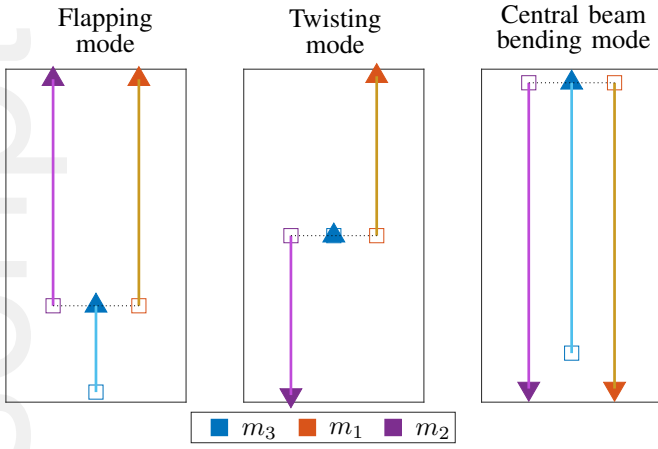 Flapping
mode
Twisting
mode
Central beam
bending mode
m₃ m₁ m₂